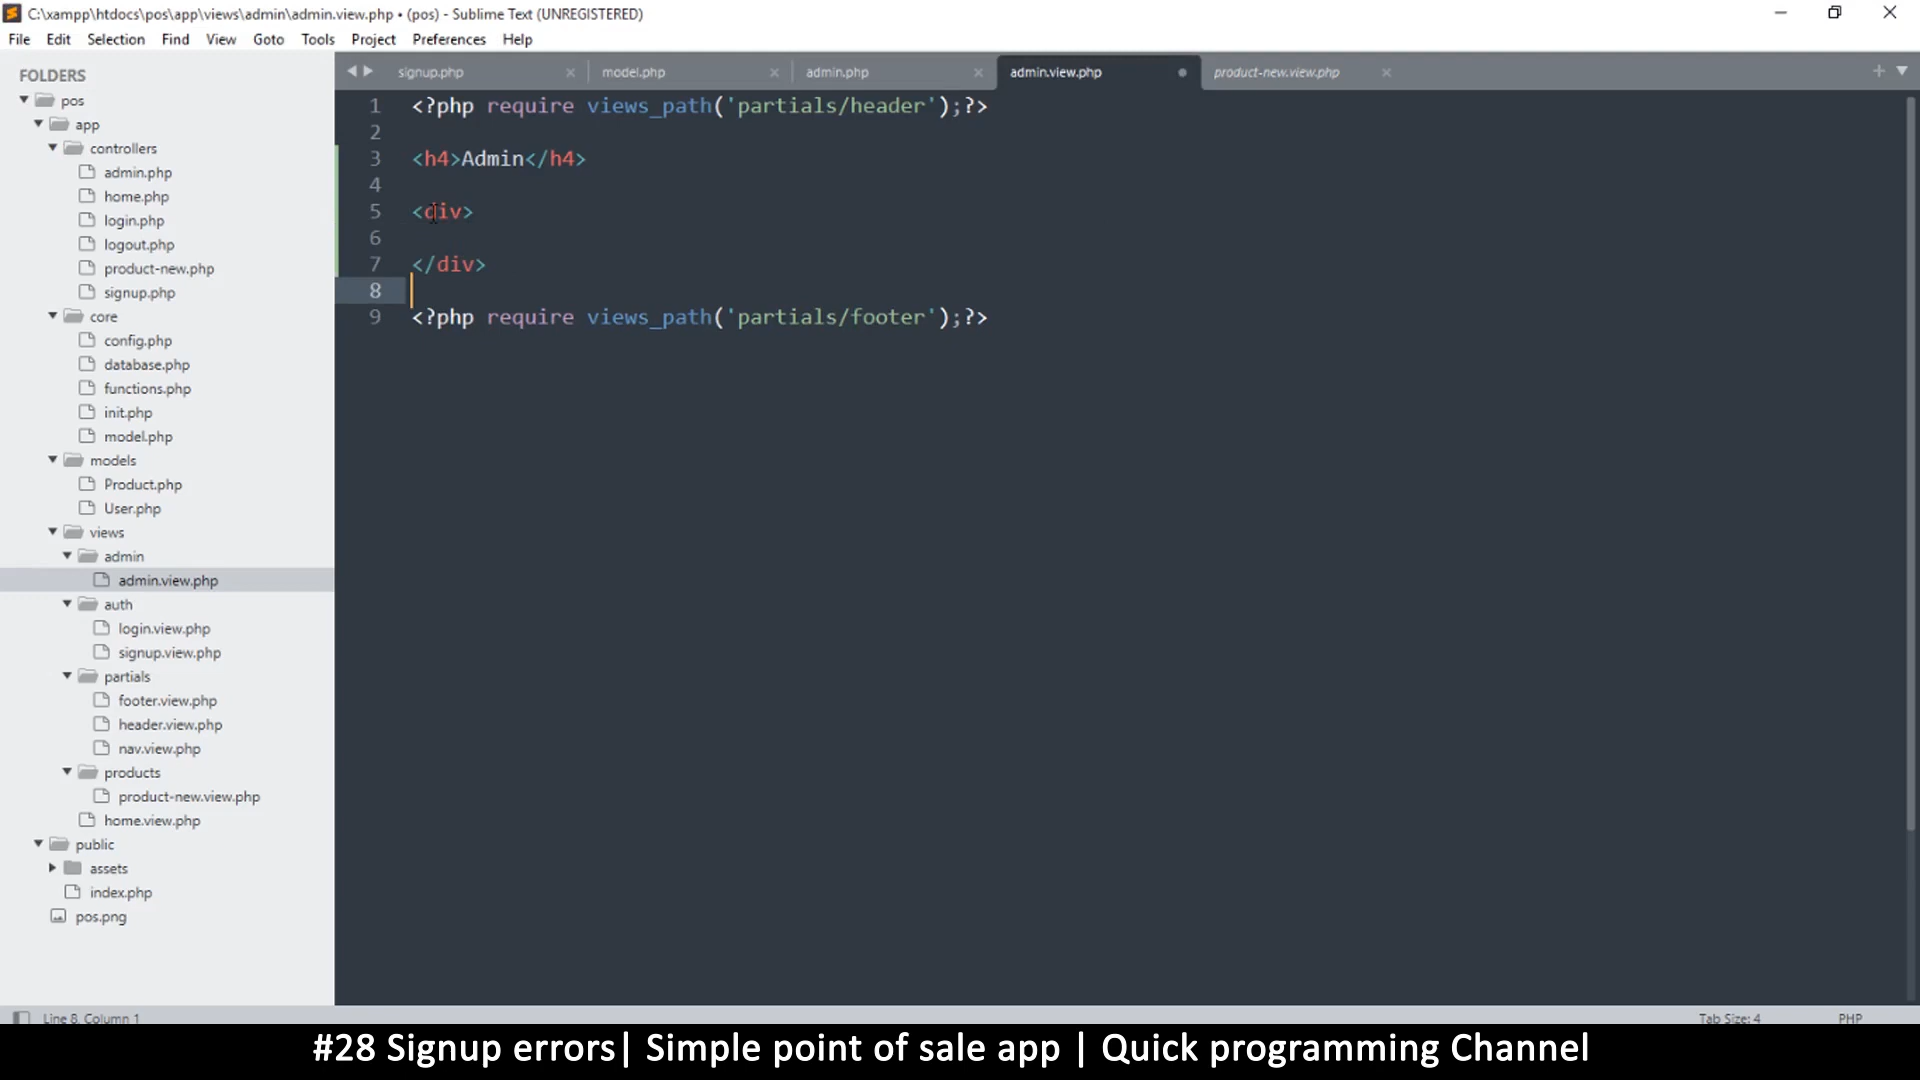 C:\xampp\htdocs\pos\app\views\admin\admin.view.php • (pos) - Sublime Text (UNREGISTERED)
File Edit Selection Find View Goto Tools Project Preferences Help
FOLDERS
pos
app
controllers
admin.php
home.php
login.php
logout.php
product-new.php
signup.php
core
config.php
database.php
functions.php
init.php
model.php
models
Product.php
User.php
views
admin
admin.view.php
auth
login.view.php
signup.view.php
partials
footer.view.php
header.view.php
nav.view.php
products
product-new.view.php
home.view.php
public
assets
index.php
pos.png
signup.php model.php admin.php admin.view.php product-new.view.php
1 <?php require views_path('partials/header');?>
2
3 <h4>Admin</h4>
4
5 <div>
6
7 </div>
8
9 <?php require views_path('partials/footer');?>
Line 8, Column 1 Tab Size: 4 PHP
#28 Signup errors| Simple point of sale app | Quick programming Channel